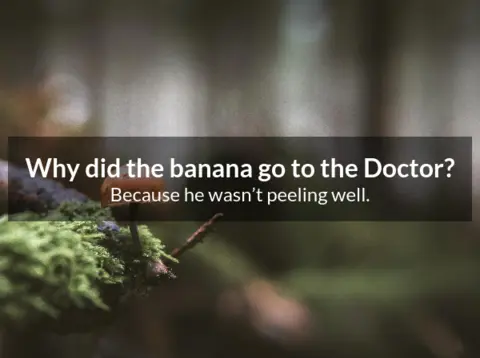 Why did the banana go to the Doctor?
Because he wasn’t peeling well.